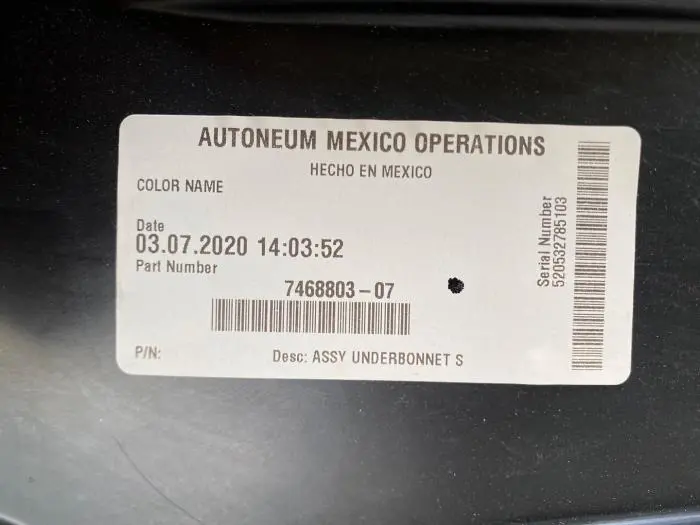 AUTONEUM MEXICO OPERATIONS
HECHO EN MEXICO
COLOR NAME
Date
03.07.2020 14:03:52
Part Number
7468803-07
P/N:
Desc: ASSY UNDERBONNET S
Serial Number
520532785103